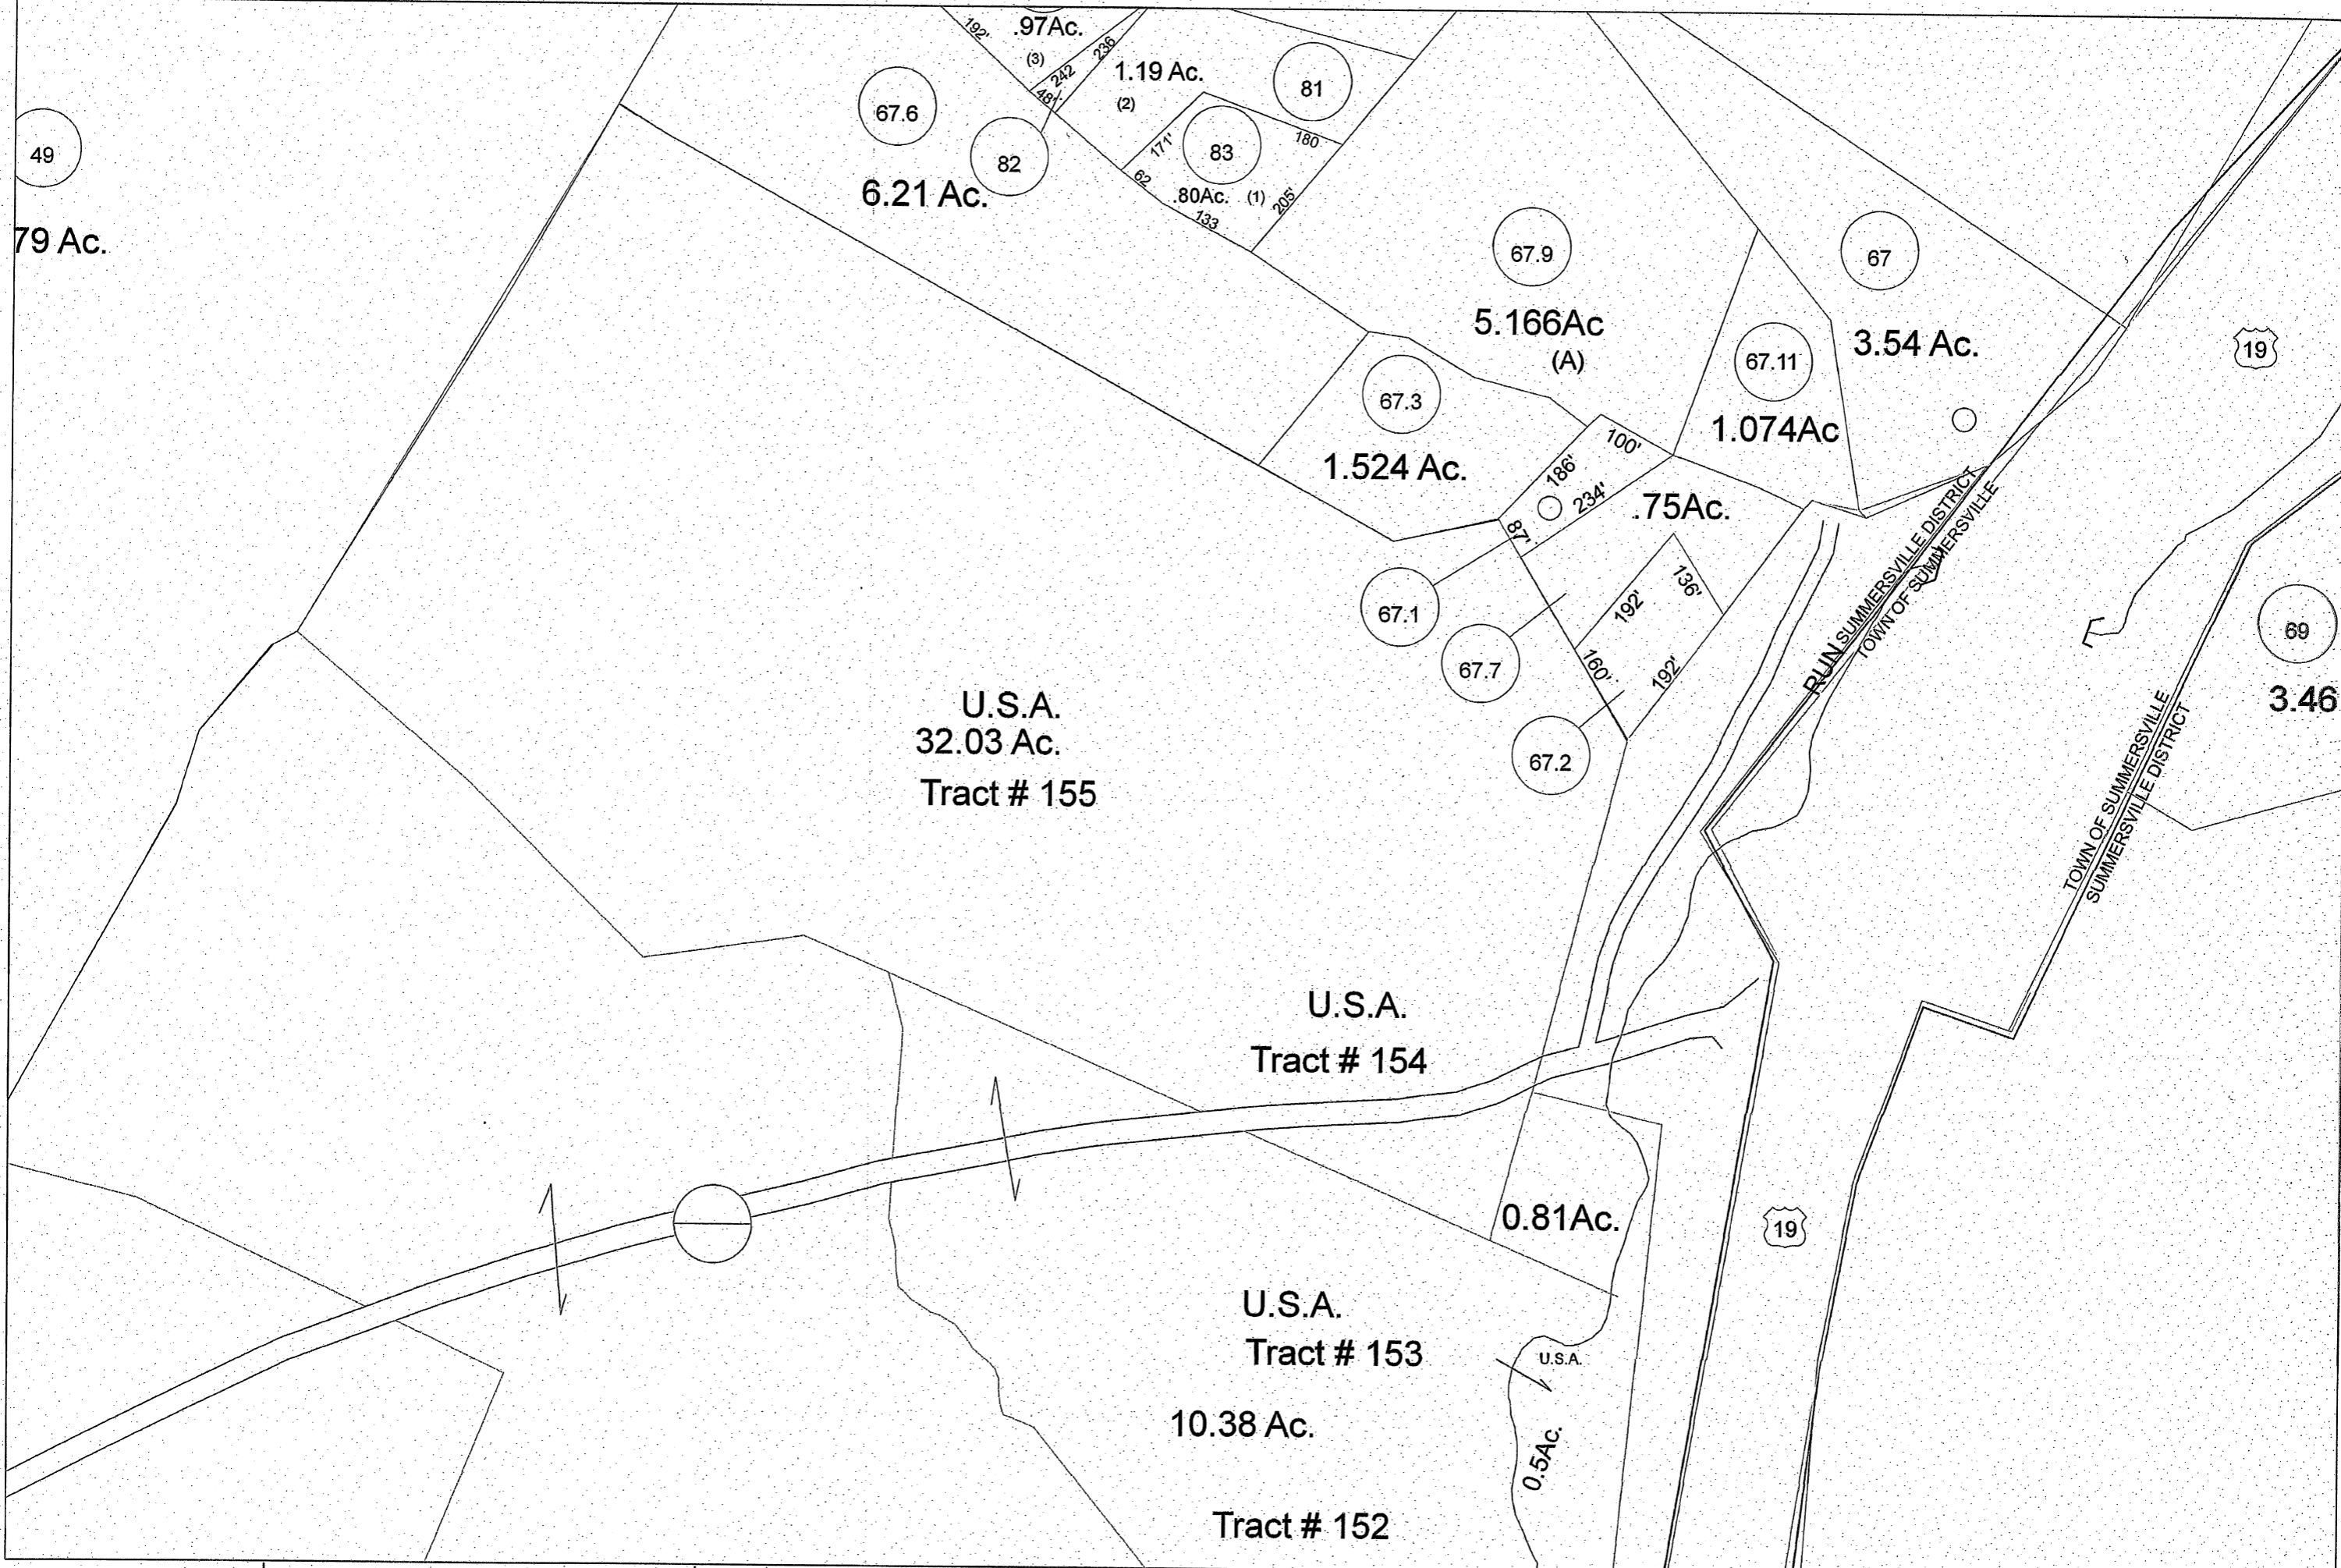 192'
.97Ac.
(3)
242
236
48'
1.19 Ac.
(2)
81
67.6
82
6.21 Ac.
171'
83
180
62
.80Ac.
(1)
205'
133
49
79 Ac.
67.9
5.166Ac
(A)
67
3.54 Ac.
67.11
1.074Ac
19
67.3
1.524 Ac.
100'
186'
234'
87'
.75Ac.
67.1
136'
192'
67.7
160'
192'
67.2
RUN
SUMMERSVILLE DISTRICT
TOWN OF SUMMERSVILLE
69
3.46
TOWN OF SUMMERSVILLE
SUMMERSVILLE DISTRICT
U.S.A.
32.03 Ac.
Tract # 155
U.S.A.
Tract # 154
0.81Ac.
19
U.S.A.
Tract # 153
10.38 Ac.
U.S.A.
0.5Ac.
Tract # 152